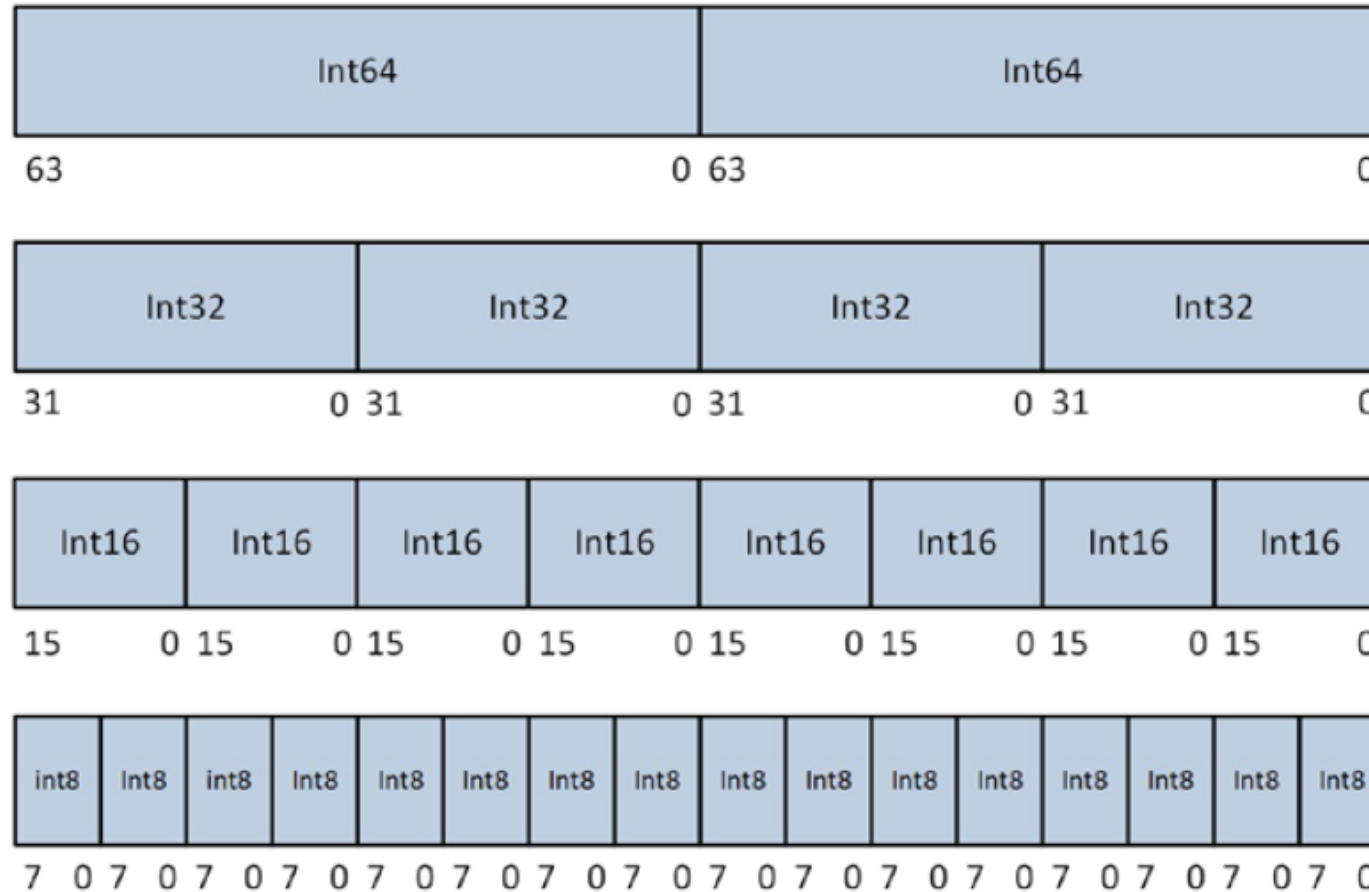 Int64 Int64
63 0 63 0
Int32 Int32 Int32 Int32
31 0 31 0 31 0 31 0
Int16 Int16 Int16 Int16 Int16 Int16 Int16 Int16
15 0 15 0 15 0 15 0 15 0 15 0 15 0 15 0
int8 Int8 int8 Int8 Int8 Int8 Int8 Int8 Int8 Int8 Int8 Int8 Int8 Int8 Int8 Int8
7 0 7 0 7 0 7 0 7 0 7 0 7 0 7 0 7 0 7 0 7 0 7 0 7 0 7 0 7 0 7 0